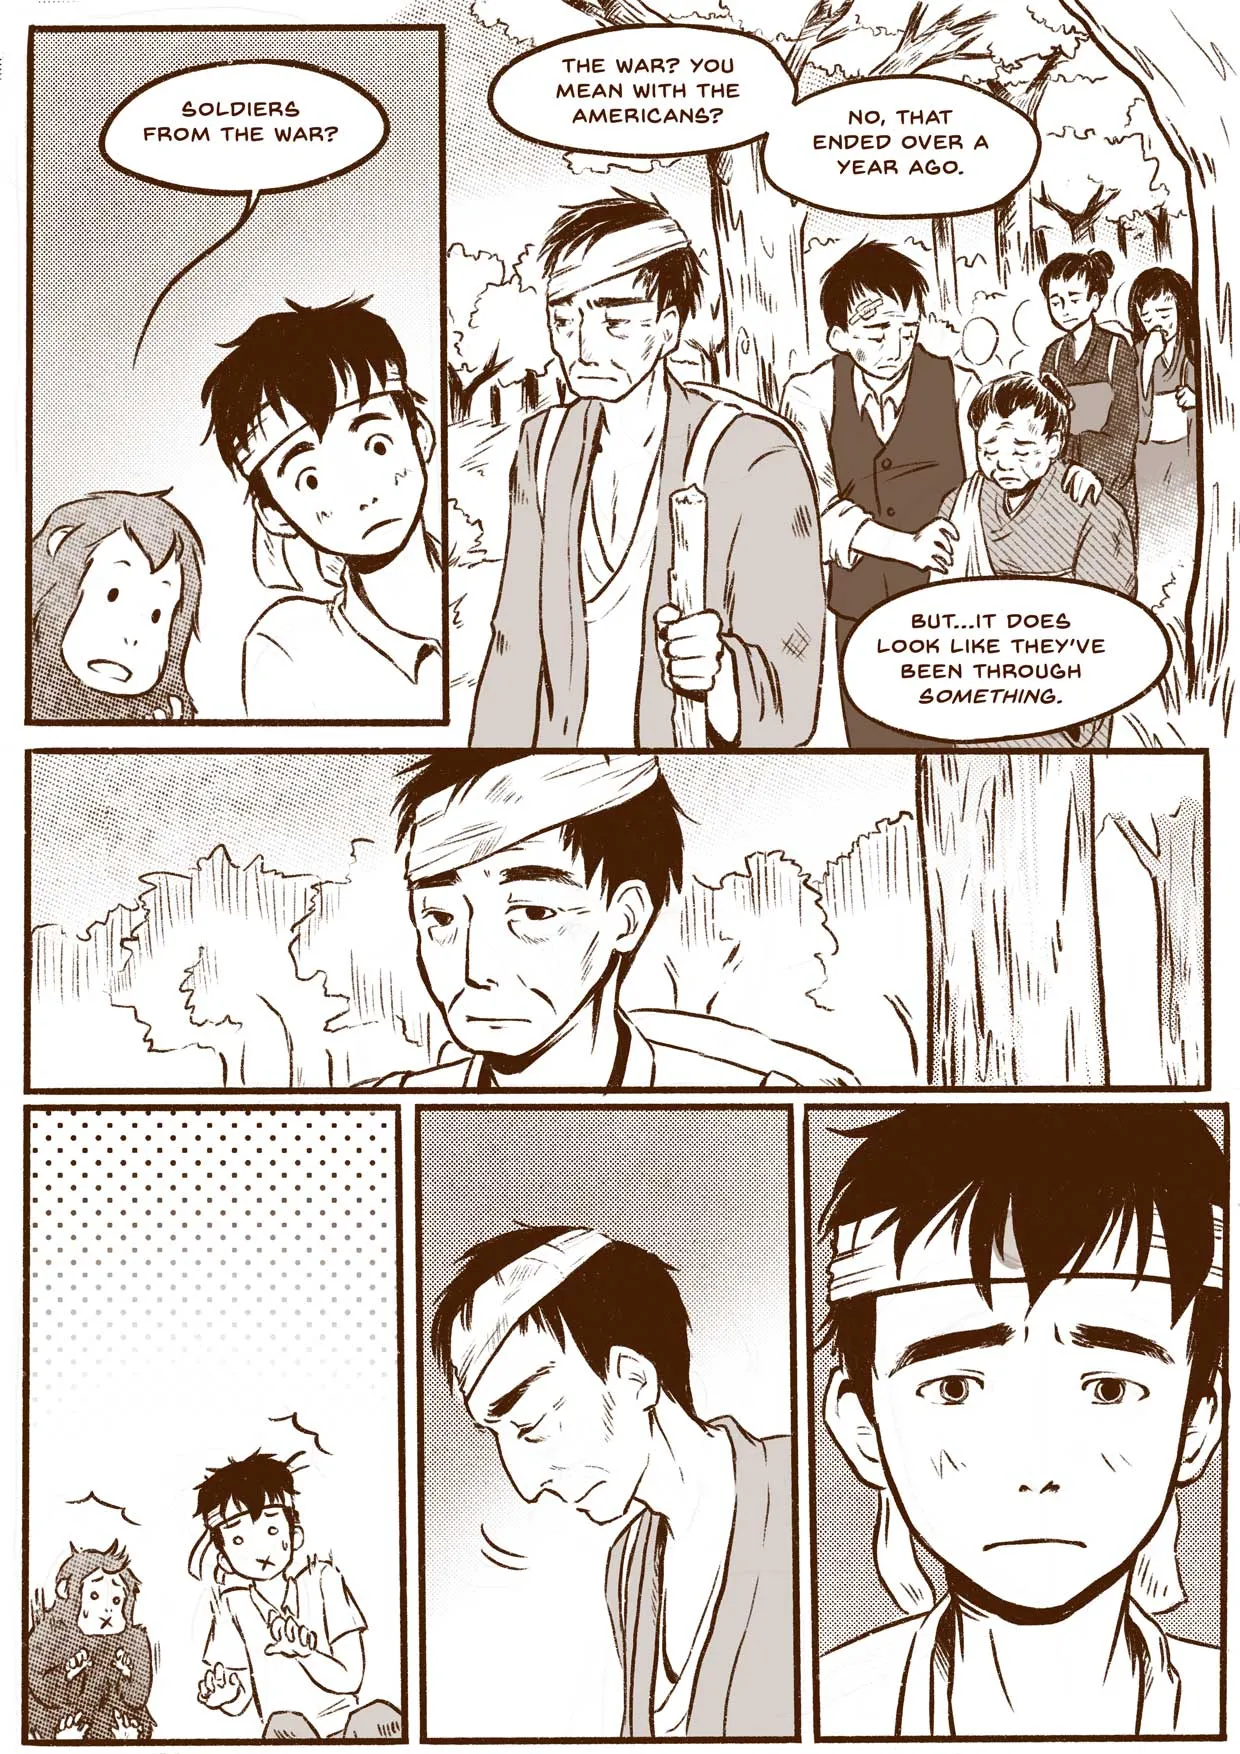 SOLDIERS
FROM THE WAR?
THE WAR? YOU
MEAN WITH THE
AMERICANS?
NO, THAT
ENDED OVER A
YEAR AGO.
BUT...IT DOES
LOOK LIKE THEY'VE
BEEN THROUGH
SOMETHING.